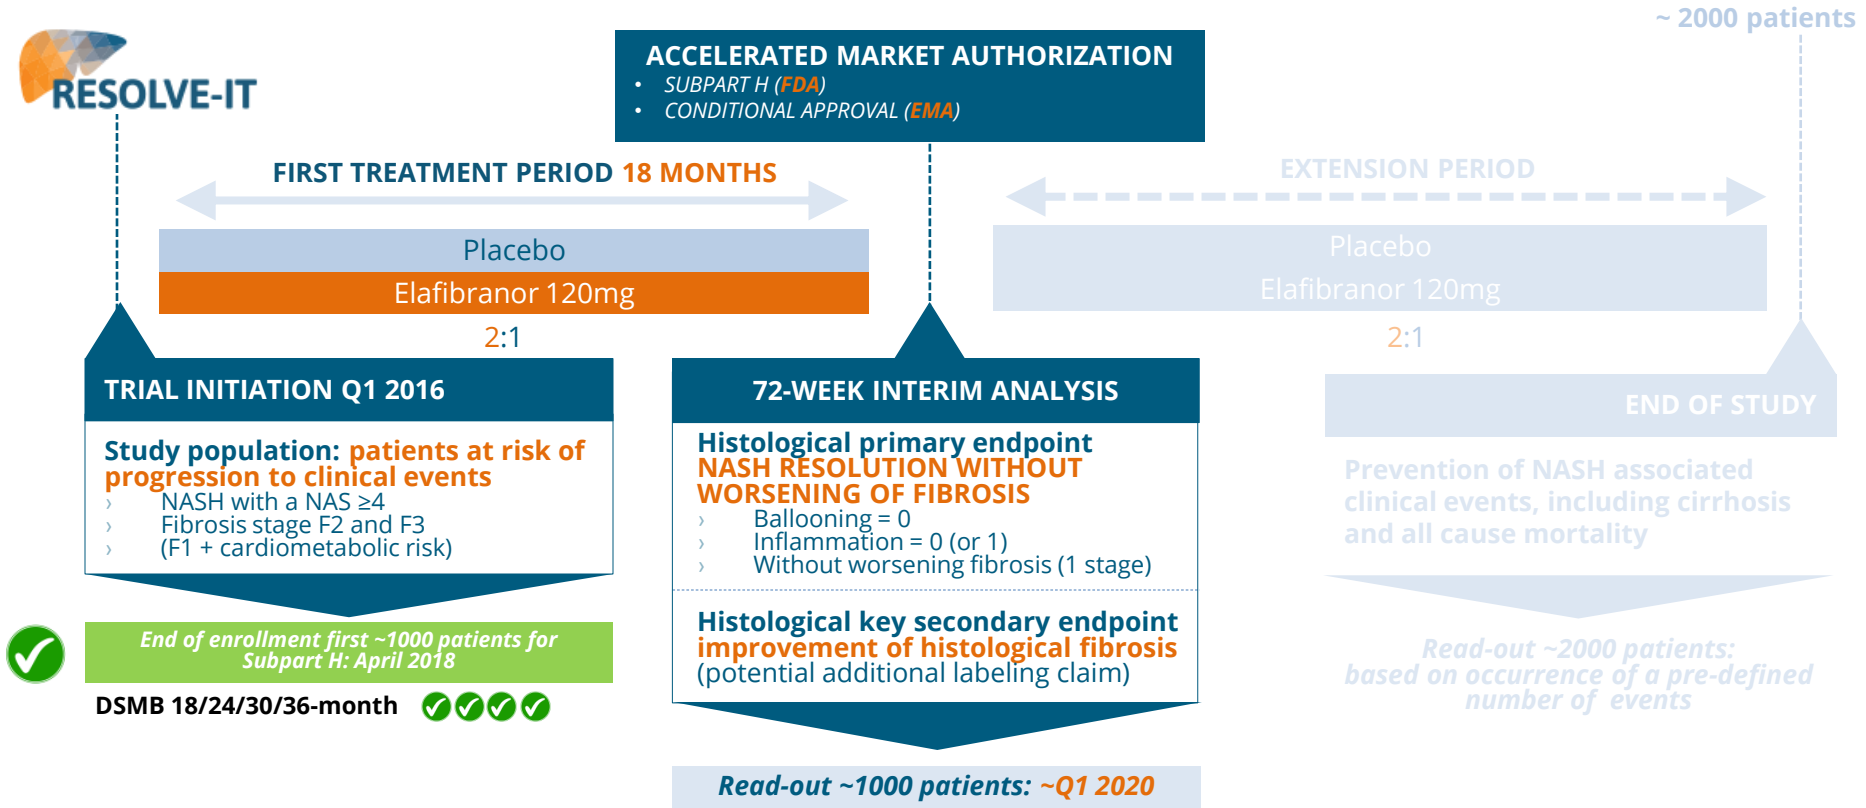 ~ 2000 patients
RESOLVE-IT
ACCELERATED MARKET AUTHORIZATION
• SUBPART H (FDA)
• CONDITIONAL APPROVAL (EMA)
FIRST TREATMENT PERIOD 18 MONTHS
Placebo
Elafibranor 120mg
2:1
EXTENSION PERIOD
Placebo
Elafibranor 120mg
2:1
TRIAL INITIATION Q1 2016
Study population: patients at risk of
progression to clinical events
› NASH with a NAS ≥4
› Fibrosis stage F2 and F3
› (F1 + cardiometabolic risk)
End of enrollment first ~1000 patients for
Subpart H: April 2018
DSMB 18/24/30/36-month
72-WEEK INTERIM ANALYSIS
Histological primary endpoint
NASH RESOLUTION WITHOUT
WORSENING OF FIBROSIS
› Ballooning = 0
› Inflammation = 0 (or 1)
› Without worsening fibrosis (1 stage)
Histological key secondary endpoint
improvement of histological fibrosis
(potential additional labeling claim)
Read-out ~1000 patients: ~Q1 2020
END OF STUDY
Prevention of NASH associated
clinical events, including cirrhosis
and all cause mortality
Read-out ~2000 patients:
based on occurrence of a pre-defined
number of events